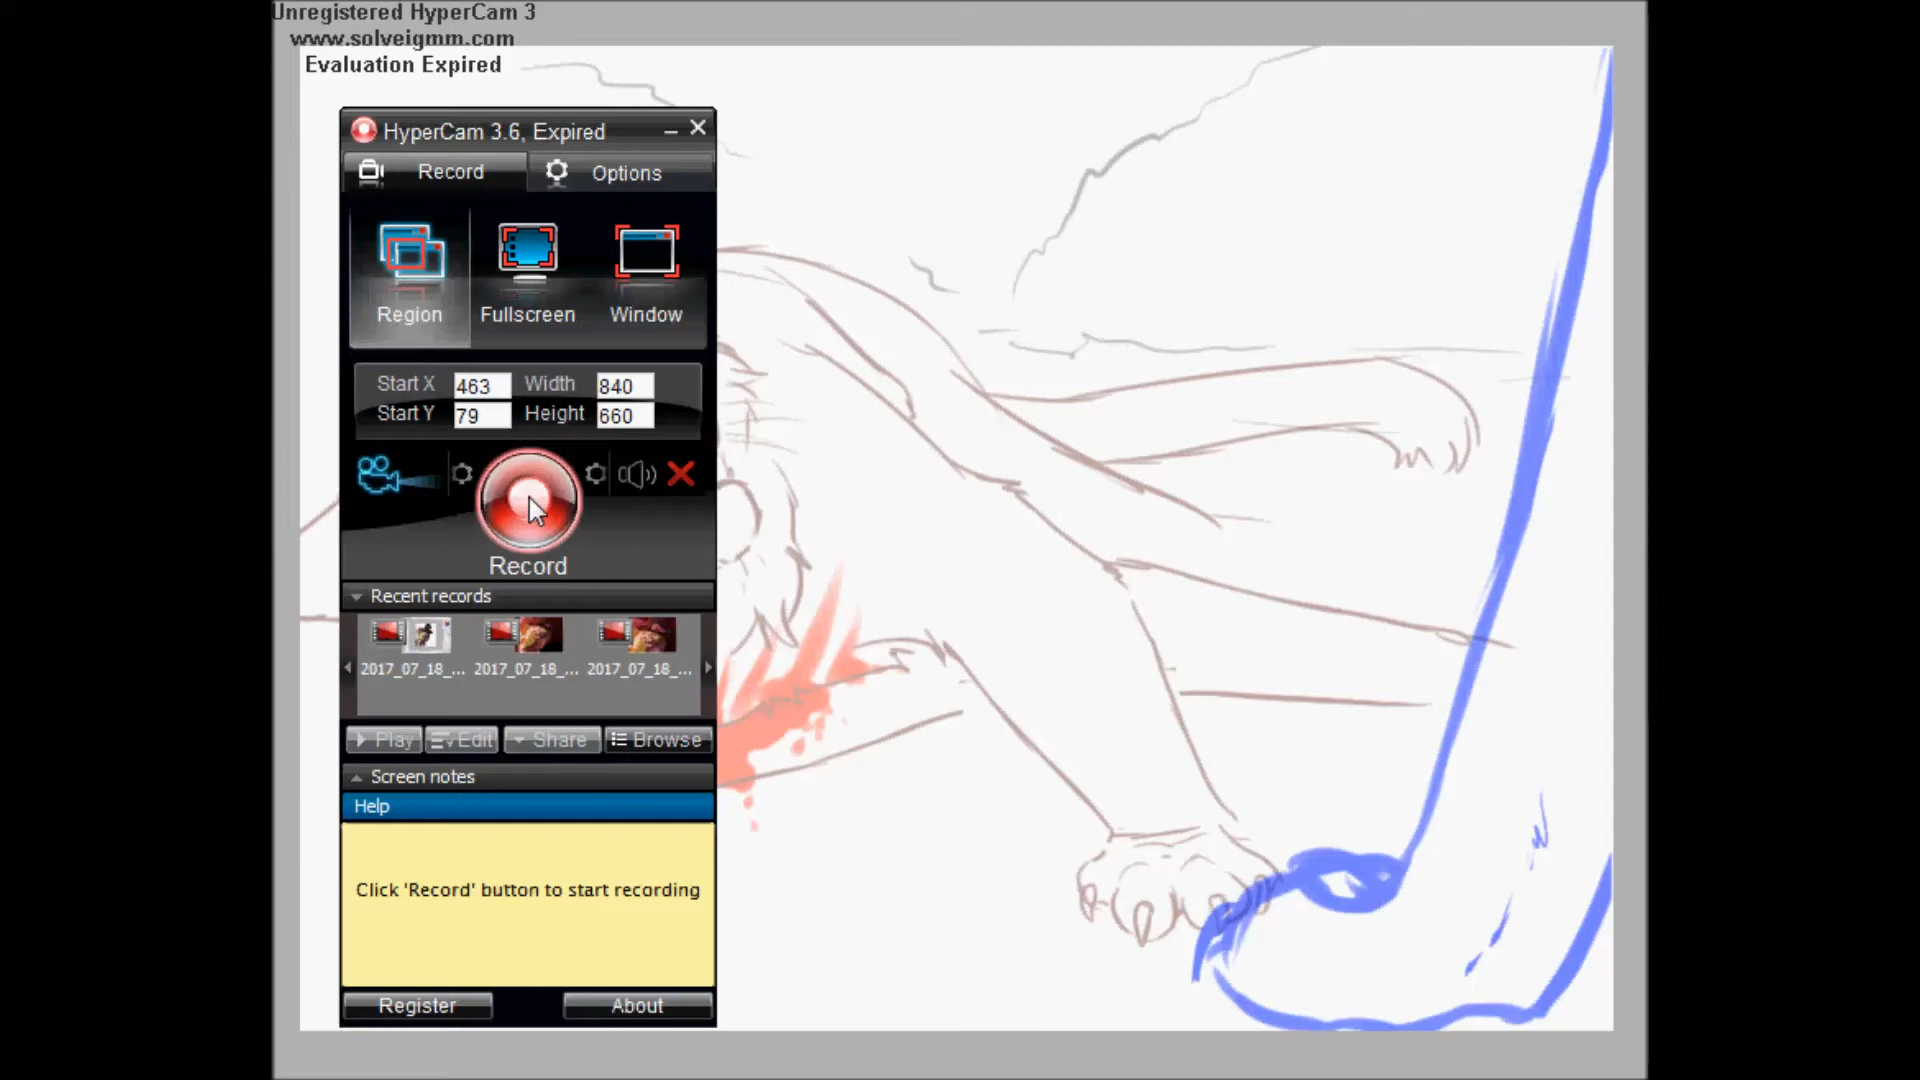 Unregistered HyperCam 3
www.solveigmm.com
Evaluation Expired
HyperCam 3.6, Expired
Record Options
Region Fullscreen Window
Start X 463 Width 840
Start Y 79 Height 660
Record
Recent records
2017_07_18_... 2017_07_18_... 2017_07_18_...
Play Edit Share Browse
Screen notes
Help
Click 'Record' button to start recording
Register About